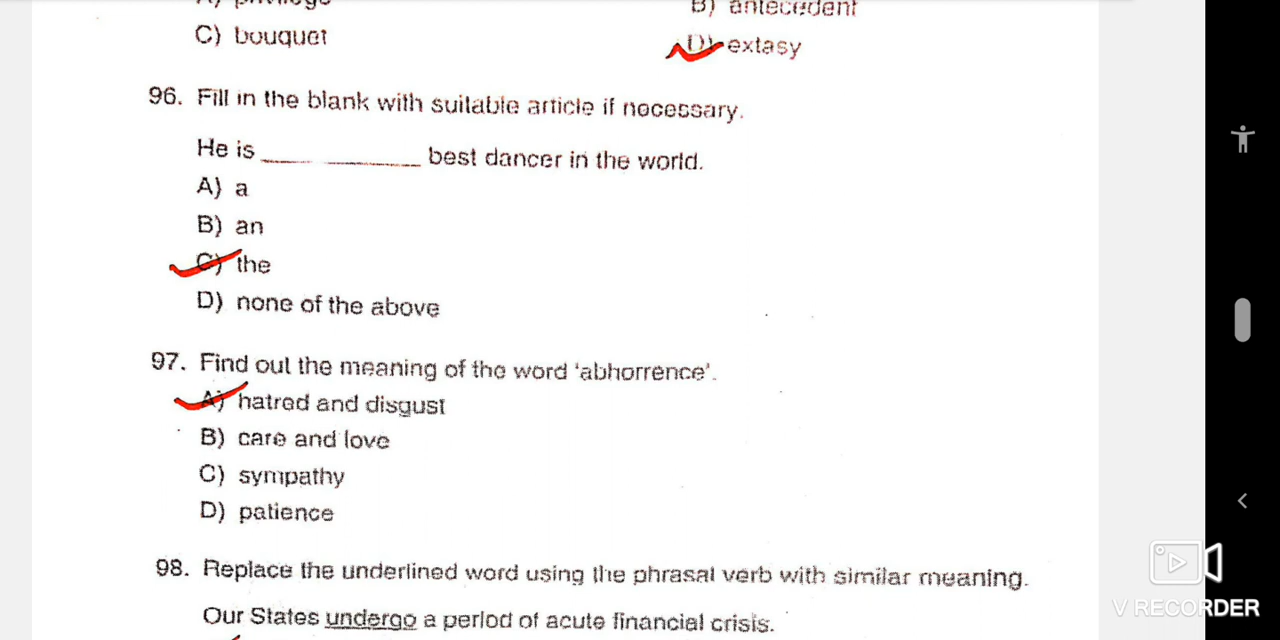 A) privilege
B) antecedent
C) bouquet
D) extasy
96. Fill in the blank with suitable article if necessary.
He is ____ ________ best dancer in the world.
A) a
B) an
C) the
D) none of the above
97. Find out the meaning of the word 'abhorrence'.
A) hatred and disgust
B) care and love
C) sympathy
D) patience
98. Replace the underlined word using the phrasal verb with similar meaning.
Our States undergo a period of acute financial crisis.
V RECORDER